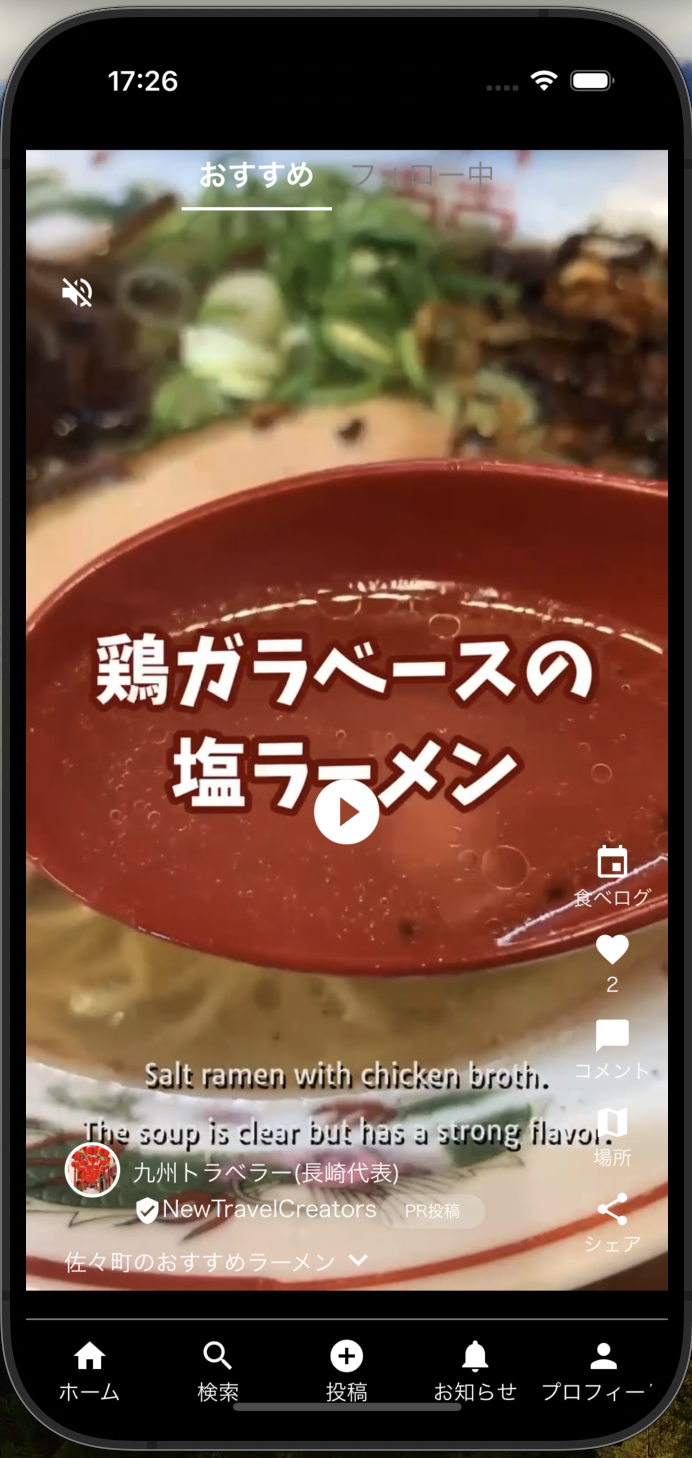 17:26
おすすめ フォロー中
鶏ガラベースの
塩ラーメン
食べログ
2
コメント
Salt ramen with chicken broth.
The soup is clear but has a strong flavor.
場所
九州トラベラー(長崎代表)
NewTravelCreators PR投稿
シェア
佐々町のおすすめラーメン
ホーム 検索 投稿 お知らせ プロフィー